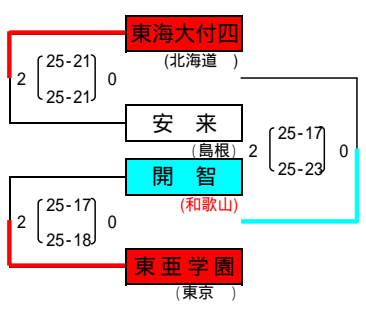 東海大付四
(北海道　)
2 25-21 0
25-21
安　来
(島根)
2 25-17 0
25-23
開　智
(和歌山)
2 25-17 0
25-18
東亜学園
(東京　)